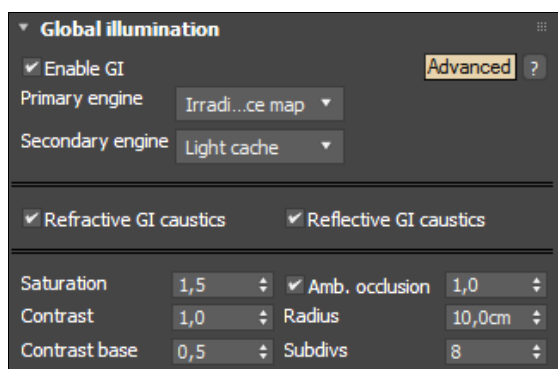 Global illumination
Enable GI Advanced ?
Primary engine Irradi...ce map
Secondary engine Light cache
Refractive GI caustics Reflective GI caustics
Saturation 1,5 Amb. occlusion 1,0
Contrast 1,0 Radius 10,0cm
Contrast base 0,5 Subdivs 8